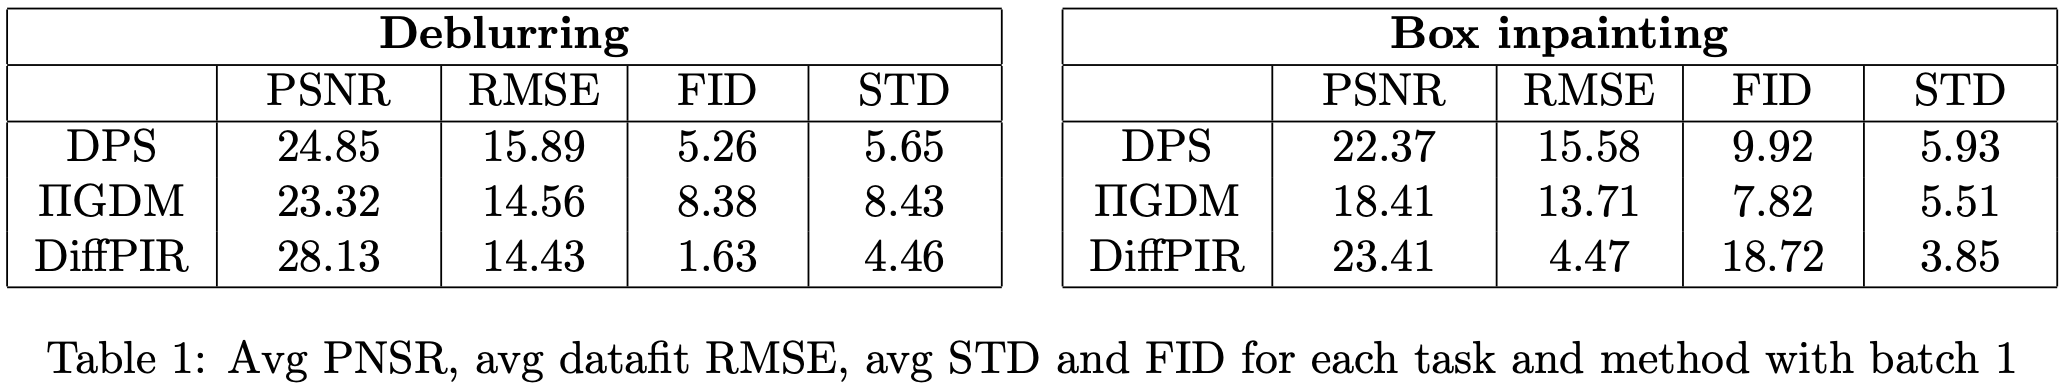 Deblurring
PSNR RMSE FID STD
DPS 24.85 15.89 5.26 5.65
ΠGDM 23.32 14.56 8.38 8.43
DiffPIR 28.13 14.43 1.63 4.46
Box inpainting
PSNR RMSE FID STD
DPS 22.37 15.58 9.92 5.93
ΠGDM 18.41 13.71 7.82 5.51
DiffPIR 23.41 4.47 18.72 3.85
Table 1: Avg PNSR, avg datafit RMSE, avg STD and FID for each task and method with batch 1